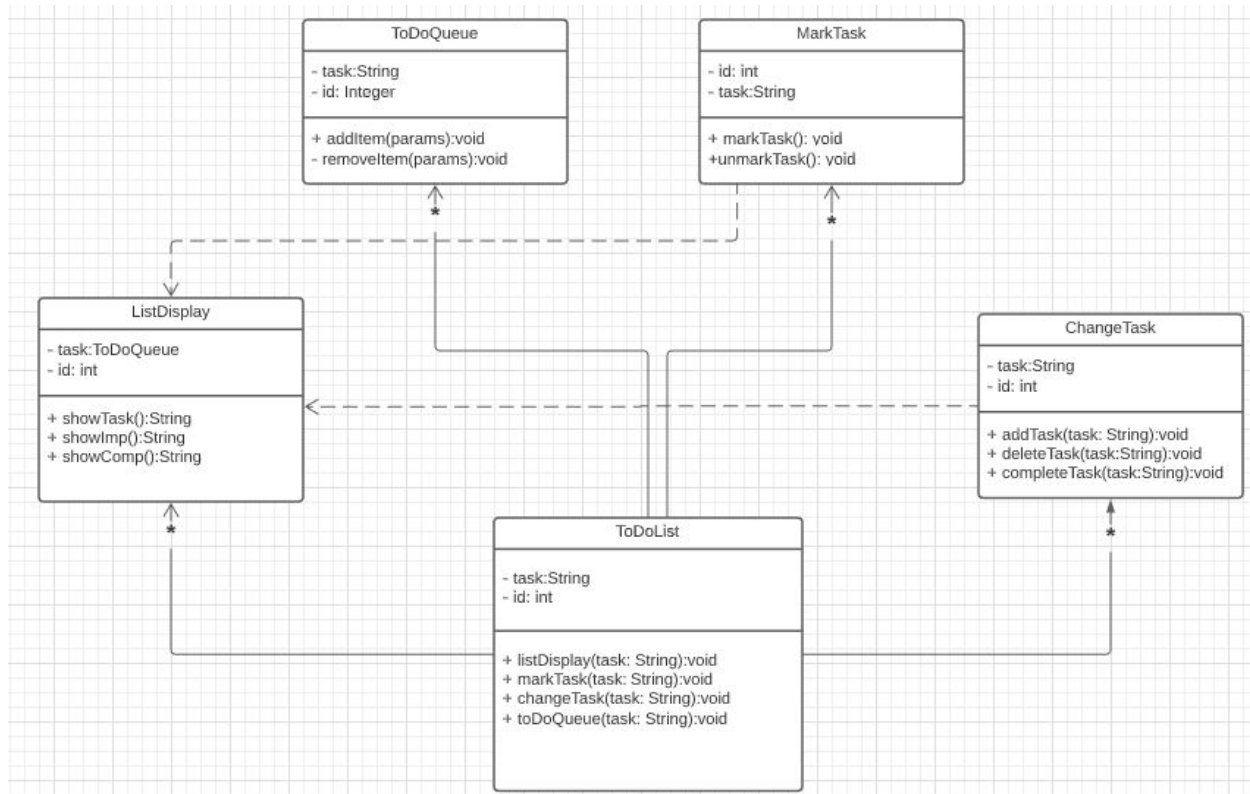 ToDoQueue
- task:String
- id: Integer
+ addItem(params):void
- removeItem(params):void
MarkTask
- id: int
- task:String
+ markTask(): void
+unmarkTask(): void
*
*
ListDisplay
- task:ToDoQueue
- id: int
+ showTask():String
+ showImp():String
+ showComp():String
ChangeTask
- task:String
- id: int
+ addTask(task: String):void
+ deleteTask(task:String):void
+ completeTask(task:String):void
*
*
ToDoList
- task:String
- id: int
+ listDisplay(task: String):void
+ markTask(task: String):void
+ changeTask(task: String):void
+ toDoQueue(task: String):void